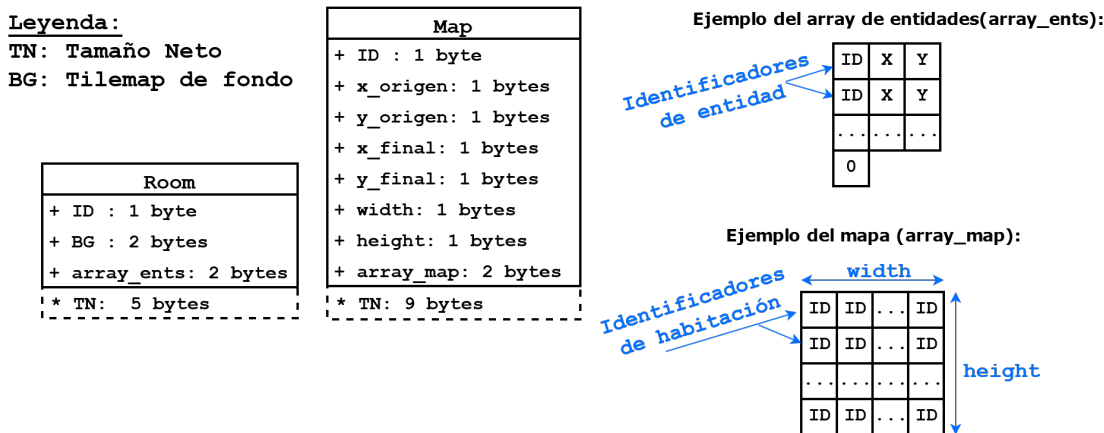 Leyenda:
TN: Tamaño Neto
BG: Tilemap de fondo
Room
+ ID : 1 byte
+ BG : 2 bytes
+ array_ents: 2 bytes
* TN: 5 bytes
Map
+ ID : 1 byte
+ x_origen: 1 bytes
+ y_origen: 1 bytes
+ x_final: 1 bytes
+ y_final: 1 bytes
+ width: 1 bytes
+ height: 1 bytes
+ array_map: 2 bytes
* TN: 9 bytes
Ejemplo del array de entidades(array_ents):
Identificadores
de entidad
ID X Y
ID X Y
... ... ...
0
Ejemplo del mapa (array_map):
width
Identificadores
de habitación
ID ID ... ID
ID ID ... ID
... ... ... ...
ID ID ... ID
height